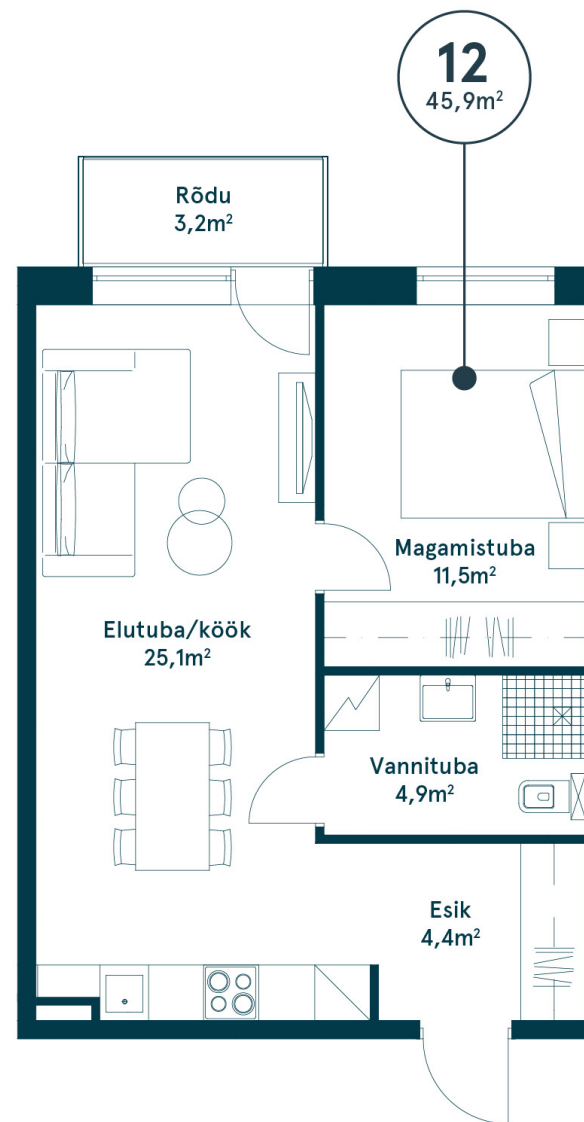 12
45,9m²
Rõdu
3,2m²
Magamistuba
11,5m²
Elutuba/köök
25,1m²
Vannituba
4,9m²
Esik
4,4m²